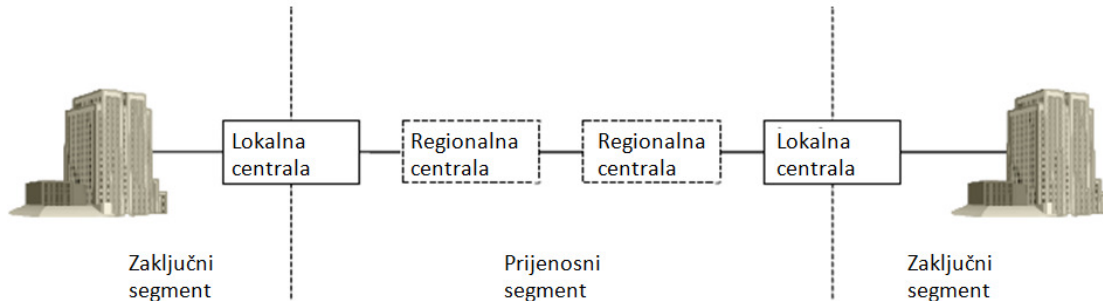 Lokalna
centrala
Regionalna
centrala
Regionalna
centrala
Lokalna
centrala
Zaključni
segment
Prijenosni
segment
Zaključni
segment